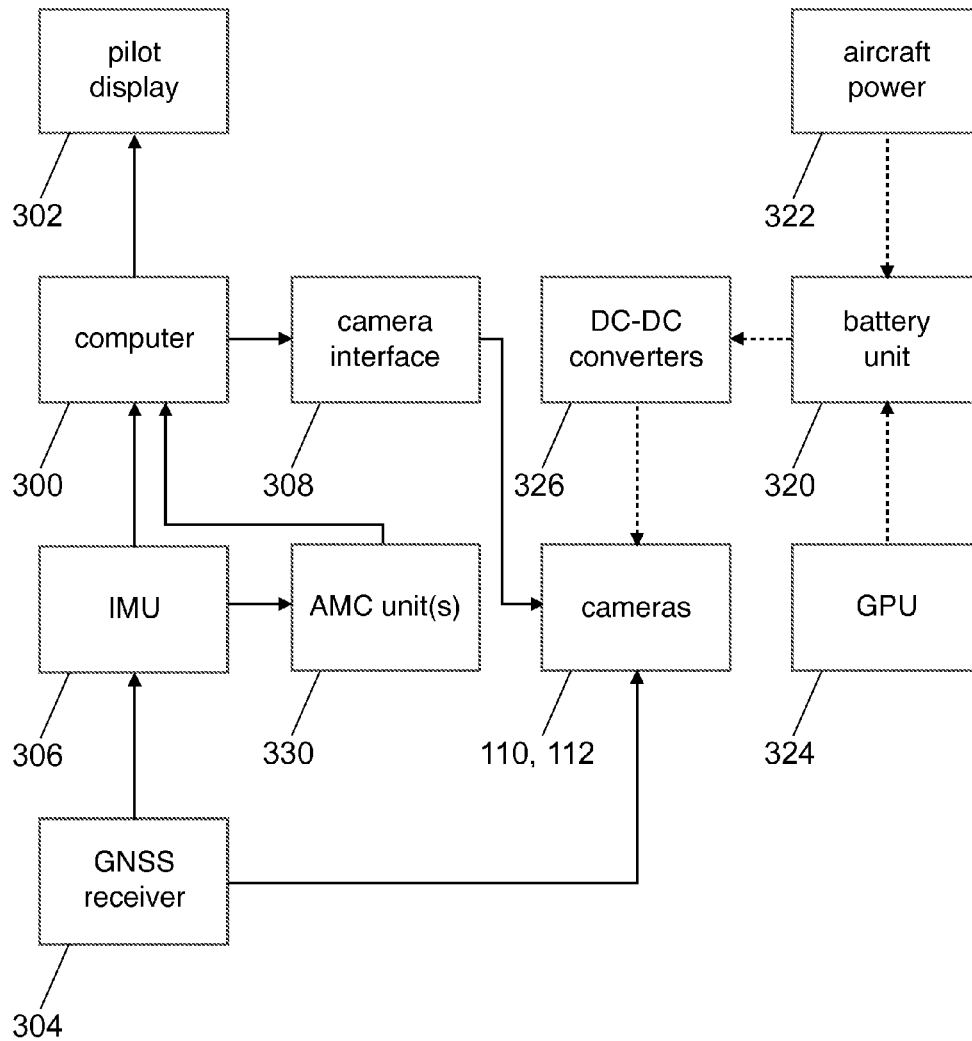 pilot
display
302
aircraft
power
322
computer
300
camera
interface
308
DC-DC
converters
326
battery
unit
320
IMU
306
AMC unit(s)
330
cameras
110, 112
GPU
324
GNSS
receiver
304